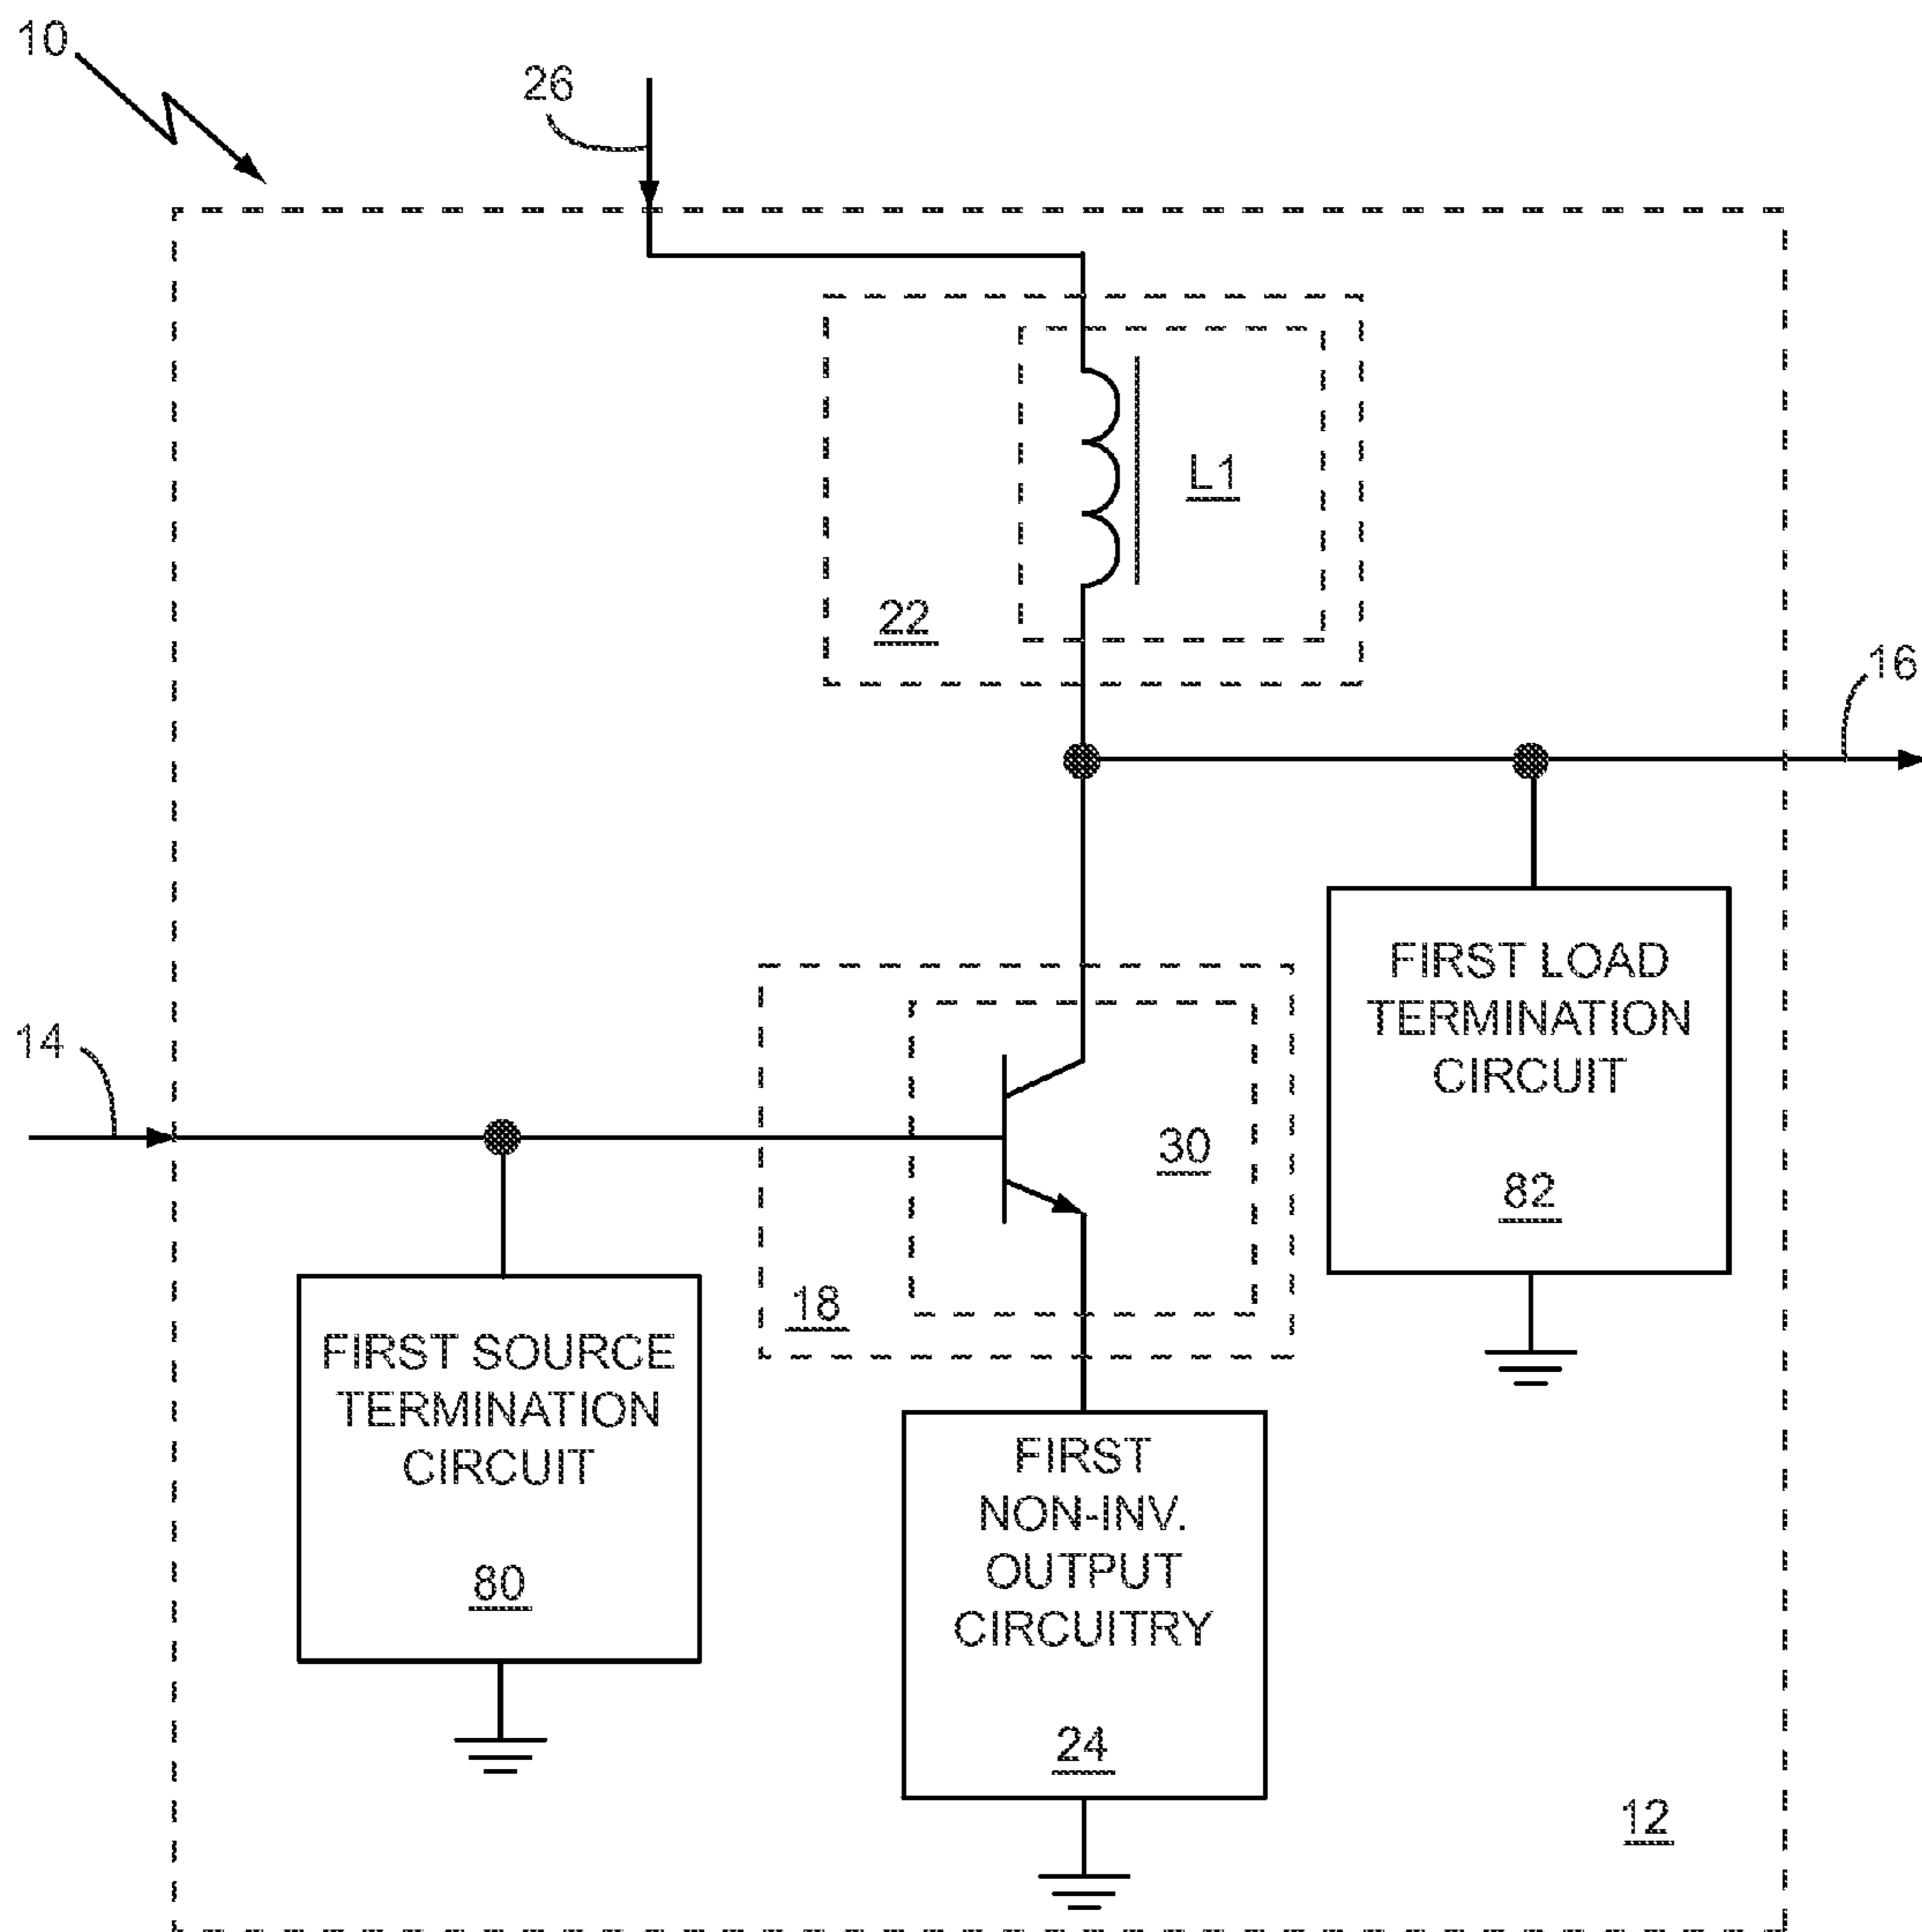 10
26
L1
22
16
FIRST LOAD
TERMINATION
CIRCUIT
82
14
30
18
FIRST SOURCE
TERMINATION
CIRCUIT
80
FIRST
NON-INV.
OUTPUT
CIRCUITRY
24
12